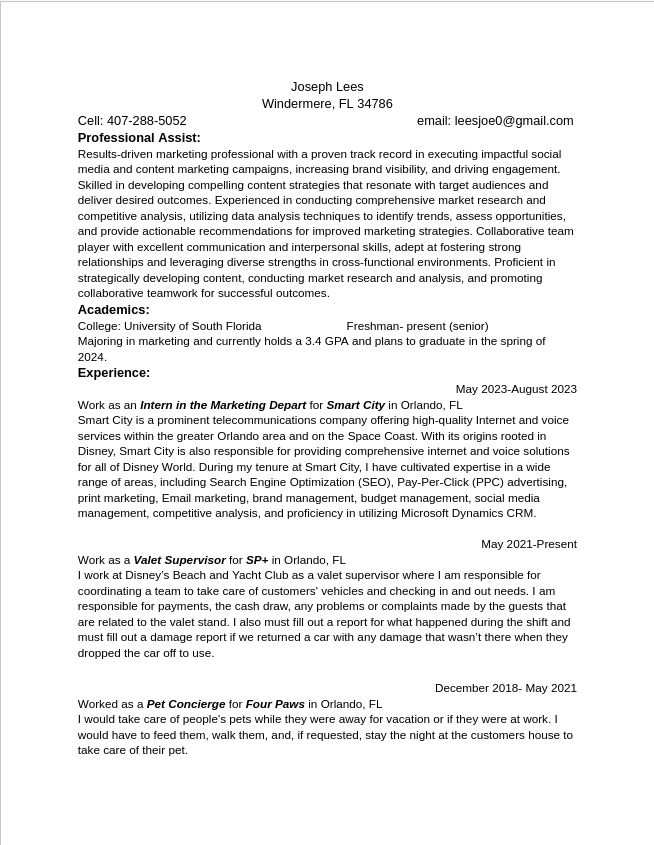 Joseph Lees
Windermere, FL 34786
Cell: 407-288-5052 email: leesjoe0@gmail.com
Professional Assist:
Results-driven marketing professional with a proven track record in executing impactful social
media and content marketing campaigns, increasing brand visibility, and driving engagement.
Skilled in developing compelling content strategies that resonate with target audiences and
deliver desired outcomes. Experienced in conducting comprehensive market research and
competitive analysis, utilizing data analysis techniques to identify trends, assess opportunities,
and provide actionable recommendations for improved marketing strategies. Collaborative team
player with excellent communication and interpersonal skills, adept at fostering strong
relationships and leveraging diverse strengths in cross-functional environments. Proficient in
strategically developing content, conducting market research and analysis, and promoting
collaborative teamwork for successful outcomes.
Academics:
College: University of South Florida Freshman- present (senior)
Majoring in marketing and currently holds a 3.4 GPA and plans to graduate in the spring of
2024.
Experience:
May 2023-August 2023
Work as an Intern in the Marketing Depart for Smart City in Orlando, FL
Smart City is a prominent telecommunications company offering high-quality Internet and voice
services within the greater Orlando area and on the Space Coast. With its origins rooted in
Disney, Smart City is also responsible for providing comprehensive internet and voice solutions
for all of Disney World. During my tenure at Smart City, I have cultivated expertise in a wide
range of areas, including Search Engine Optimization (SEO), Pay-Per-Click (PPC) advertising,
print marketing, Email marketing, brand management, budget management, social media
management, competitive analysis, and proficiency in utilizing Microsoft Dynamics CRM.
May 2021-Present
Work as a Valet Supervisor for SP+ in Orlando, FL
I work at Disney's Beach and Yacht Club as a valet supervisor where I am responsible for
coordinating a team to take care of customers' vehicles and checking in and out needs. I am
responsible for payments, the cash draw, any problems or complaints made by the guests that
are related to the valet stand. I also must fill out a report for what happened during the shift and
must fill out a damage report if we returned a car with any damage that wasn't there when they
dropped the car off to use.
December 2018- May 2021
Worked as a Pet Concierge for Four Paws in Orlando, FL
I would take care of people's pets while they were away for vacation or if they were at work. I
would have to feed them, walk them, and, if requested, stay the night at the customers house to
take care of their pet.